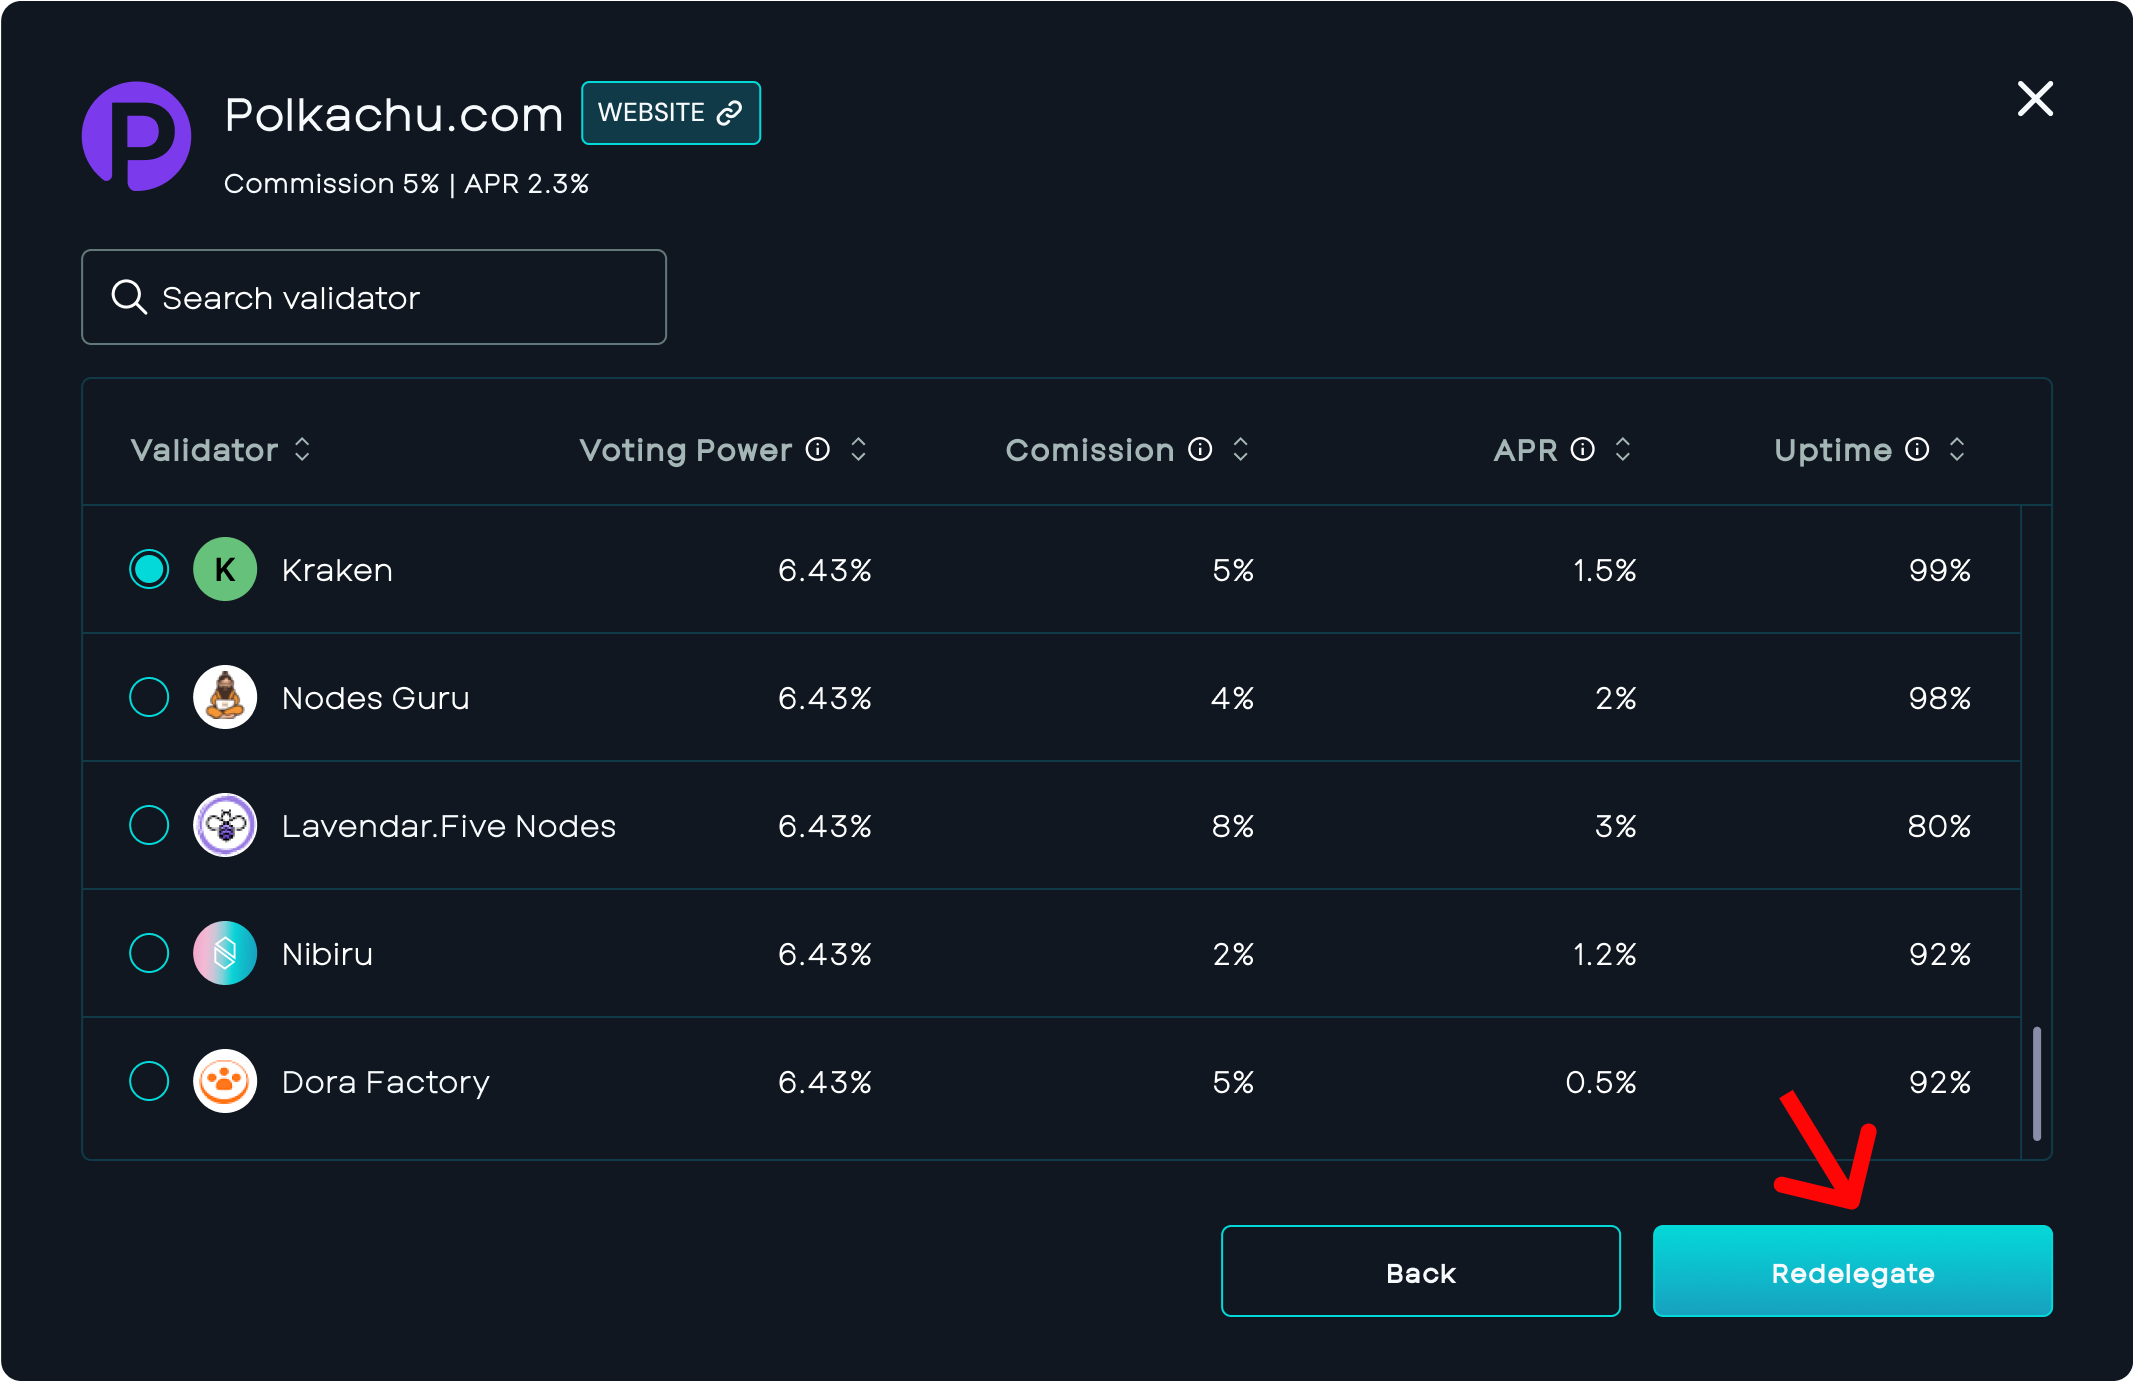 Polkachu.com WEBSITE
Commission 5% | APR 2.3%
Search validator
Validator Voting Power Comission APR Uptime
K Kraken 6.43% 5% 1.5% 99%
Nodes Guru 6.43% 4% 2% 98%
Lavendar.Five Nodes 6.43% 8% 3% 80%
Nibiru 6.43% 2% 1.2% 92%
Dora Factory 6.43% 5% 0.5% 92%
Back Redelegate